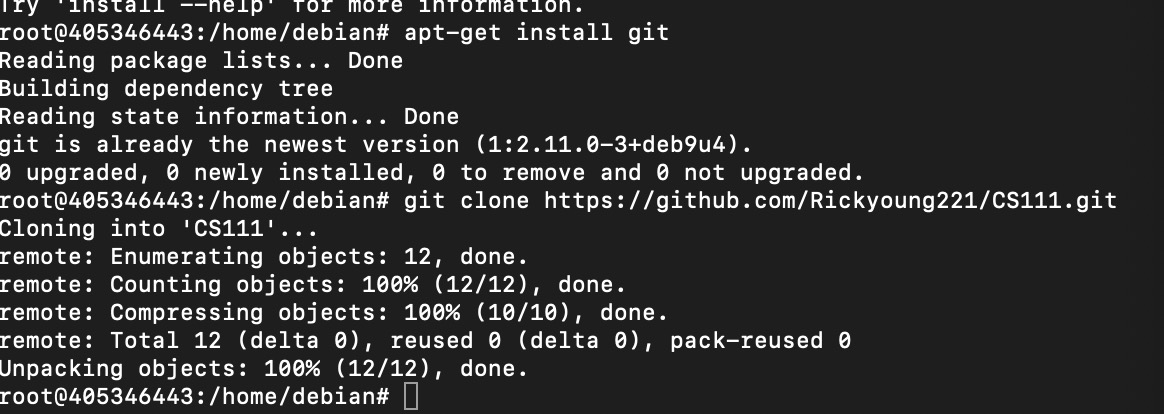 Try 'install --help' for more information.
root@405346443:/home/debian# apt-get install git
Reading package lists... Done
Building dependency tree
Reading state information... Done
git is already the newest version (1:2.11.0-3+deb9u4).
0 upgraded, 0 newly installed, 0 to remove and 0 not upgraded.
root@405346443:/home/debian# git clone https://github.com/Rickyoung221/CS111.git
Cloning into 'CS111'...
remote: Enumerating objects: 12, done.
remote: Counting objects: 100% (12/12), done.
remote: Compressing objects: 100% (10/10), done.
remote: Total 12 (delta 0), reused 0 (delta 0), pack-reused 0
Unpacking objects: 100% (12/12), done.
root@405346443:/home/debian#